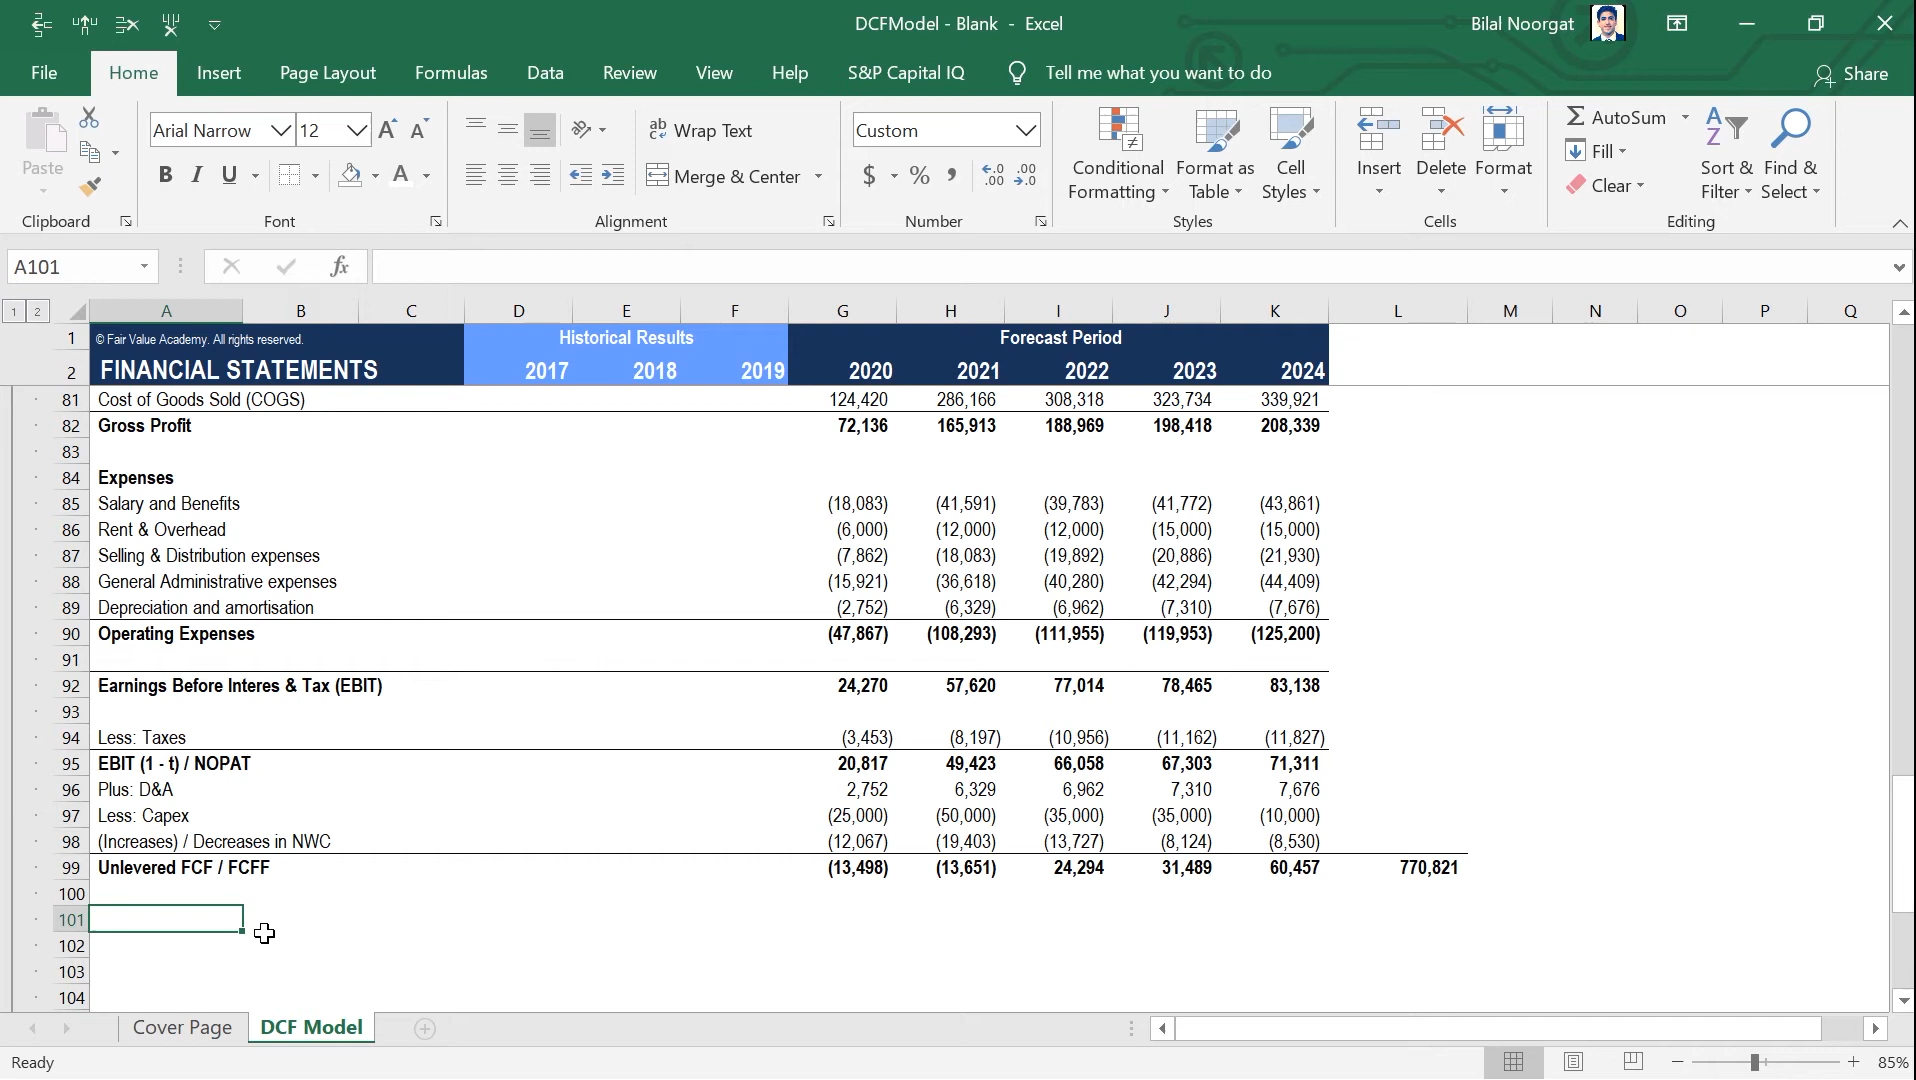 DCFModel - Blank - Excel
Bilal Noorgat
File Home Insert Page Layout Formulas Data Review View Help S&P Capital IQ Tell me what you want to do Share
Paste
Clipboard
Arial Narrow 12 A A
B I U A
Font
ab Wrap Text
Merge & Center
Alignment
Custom
$ % , .0 .00 .00 .0
Number
Conditional Formatting
Format as Table
Cell Styles
Styles
Insert Delete Format
Cells
AutoSum
Fill
Clear
Sort & Filter
Find & Select
Editing
A101 fx
1 2 A B C D E F G H I J K L M N O P Q
1 © Fair Value Academy. All rights reserved. Historical Results Forecast Period
2 FINANCIAL STATEMENTS 2017 2018 2019 2020 2021 2022 2023 2024
81 Cost of Goods Sold (COGS) 124,420 286,166 308,318 323,734 339,921
82 Gross Profit 72,136 165,913 188,969 198,418 208,339
83
84 Expenses
85 Salary and Benefits (18,083) (41,591) (39,783) (41,772) (43,861)
86 Rent & Overhead (6,000) (12,000) (12,000) (15,000) (15,000)
87 Selling & Distribution expenses (7,862) (18,083) (19,892) (20,886) (21,930)
88 General Administrative expenses (15,921) (36,618) (40,280) (42,294) (44,409)
89 Depreciation and amortisation (2,752) (6,329) (6,962) (7,310) (7,676)
90 Operating Expenses (47,867) (108,293) (111,955) (119,953) (125,200)
91
92 Earnings Before Interes & Tax (EBIT) 24,270 57,620 77,014 78,465 83,138
93
94 Less: Taxes (3,453) (8,197) (10,956) (11,162) (11,827)
95 EBIT (1 - t) / NOPAT 20,817 49,423 66,058 67,303 71,311
96 Plus: D&A 2,752 6,329 6,962 7,310 7,676
97 Less: Capex (25,000) (50,000) (35,000) (35,000) (10,000)
98 (Increases) / Decreases in NWC (12,067) (19,403) (13,727) (8,124) (8,530)
99 Unlevered FCF / FCFF (13,498) (13,651) 24,294 31,489 60,457 770,821
100
101
102
103
104
Cover Page DCF Model
Ready 85%